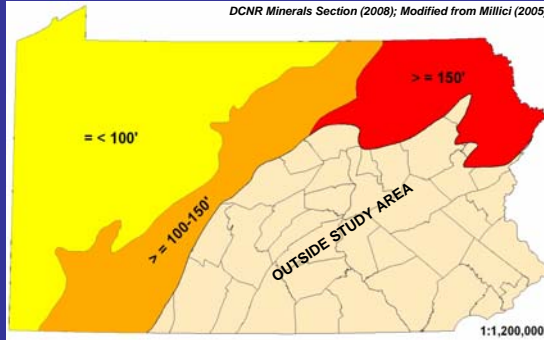 DCNR Minerals Section (2008); Modified from Millici (2005)
> = 150'
= < 100'
> = 100-150'
OUTSIDE STUDY AREA
1:1,200,000